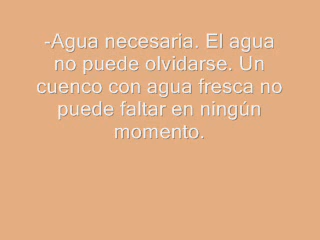 -Agua necesaria. El agua
no puede olvidarse. Un
cuenco con agua fresca no
puede faltar en ningún
momento.